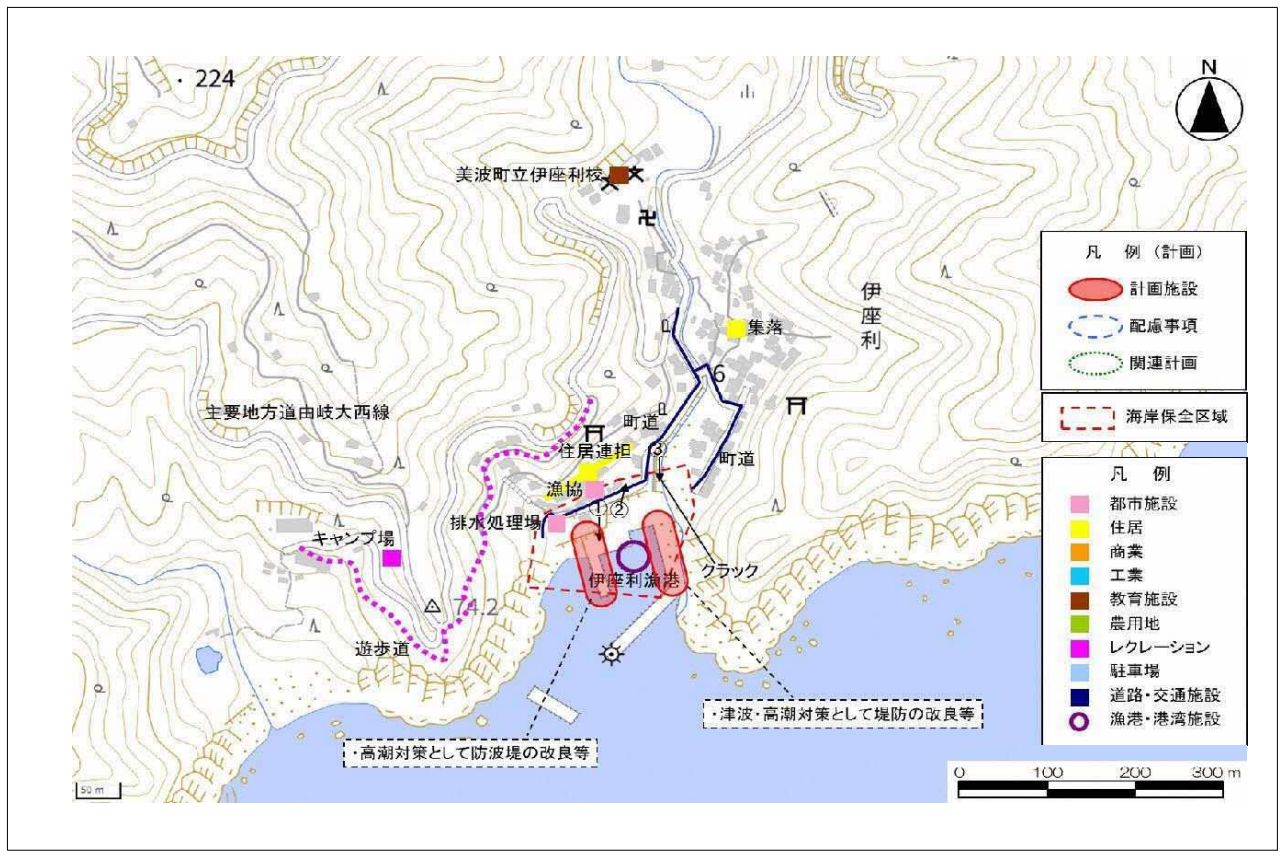 ・224
N
美波町立伊座利校
伊座利
集落
6
主要地方道由岐大西線
町道
住居連担
③
町道
漁協
①②
排水処理場
キャンプ場
クラック
伊座利漁港
74.2
遊歩道
・津波・高潮対策として堤防の改良等
・高潮対策として防波堤の改良等
凡 例 (計画)
計画施設
配慮事項
関連計画
海岸保全区域
凡 例
都市施設
住居
商業
工業
教育施設
農用地
レクレーション
駐車場
道路・交通施設
漁港・港湾施設
50 m
0 100 200 300 m